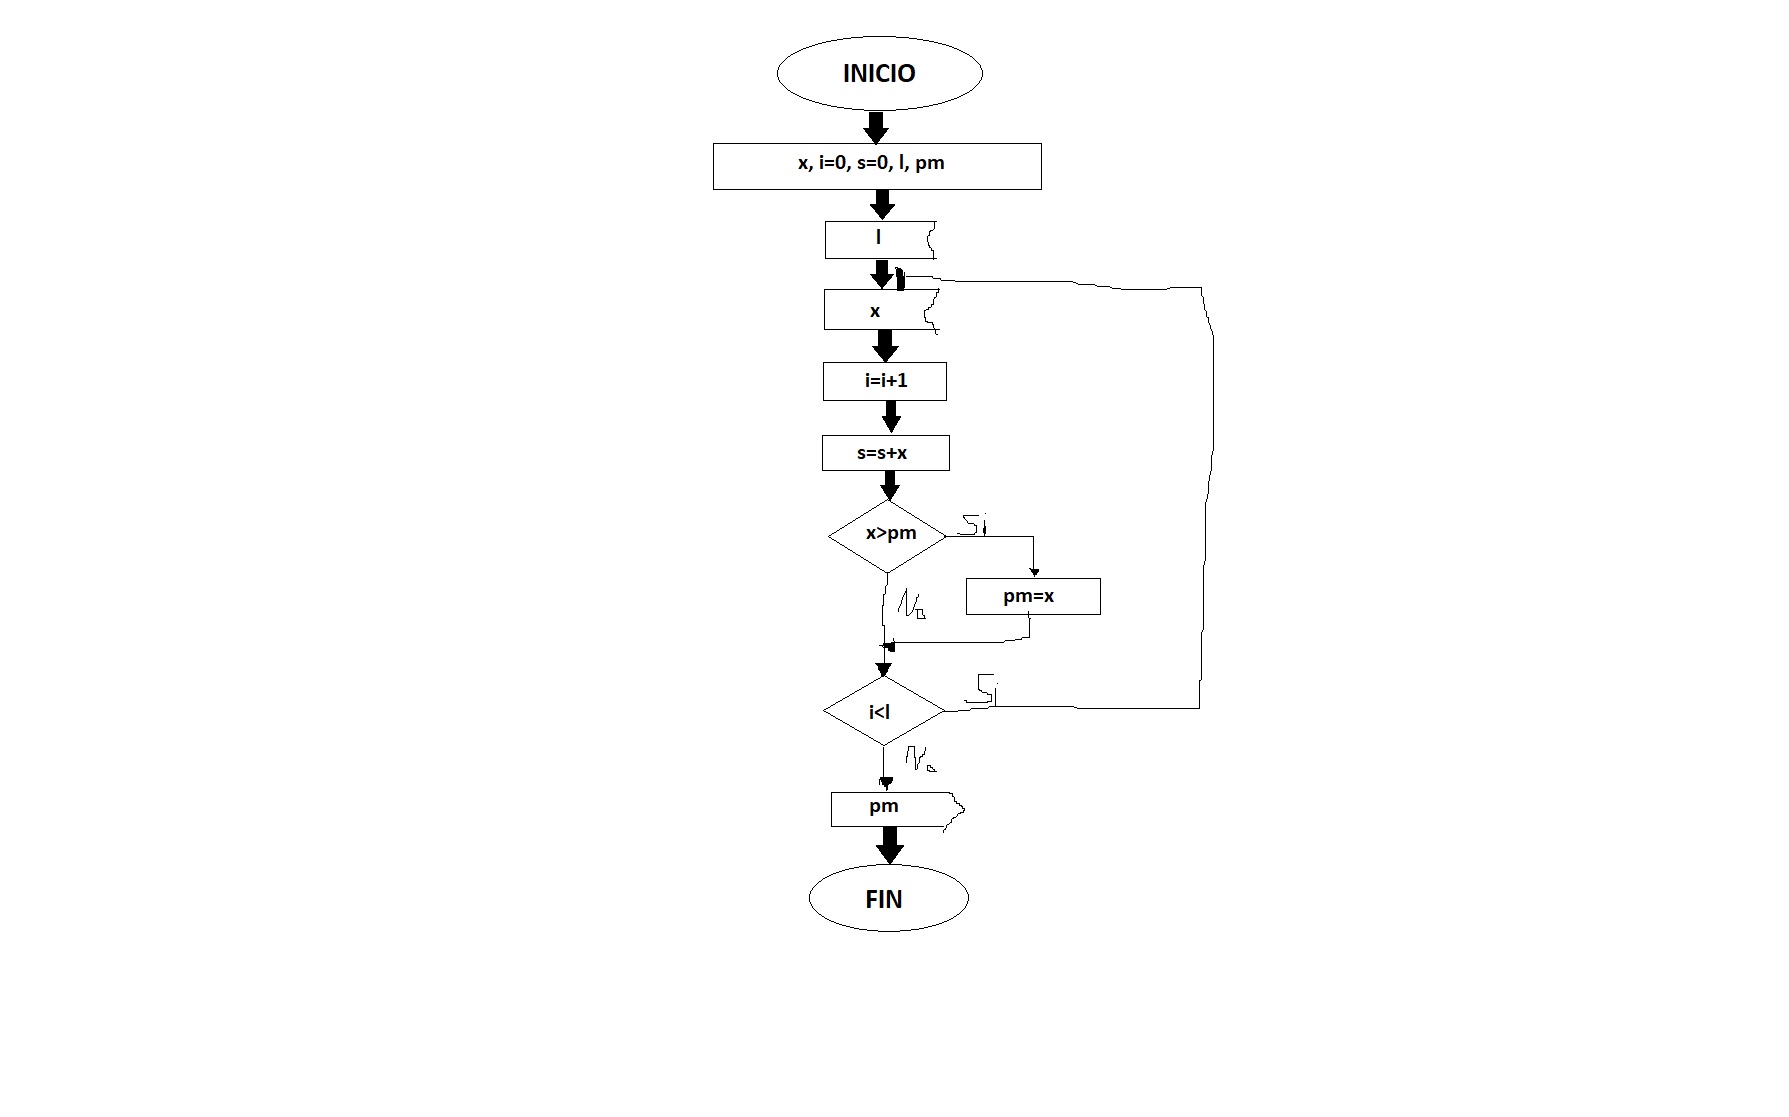 INICIO
x, i=0, s=0, l, pm
l
x
i=i+1
s=s+x
x>pm
Si
pm=x
No
i<l
Si
No
pm
FIN